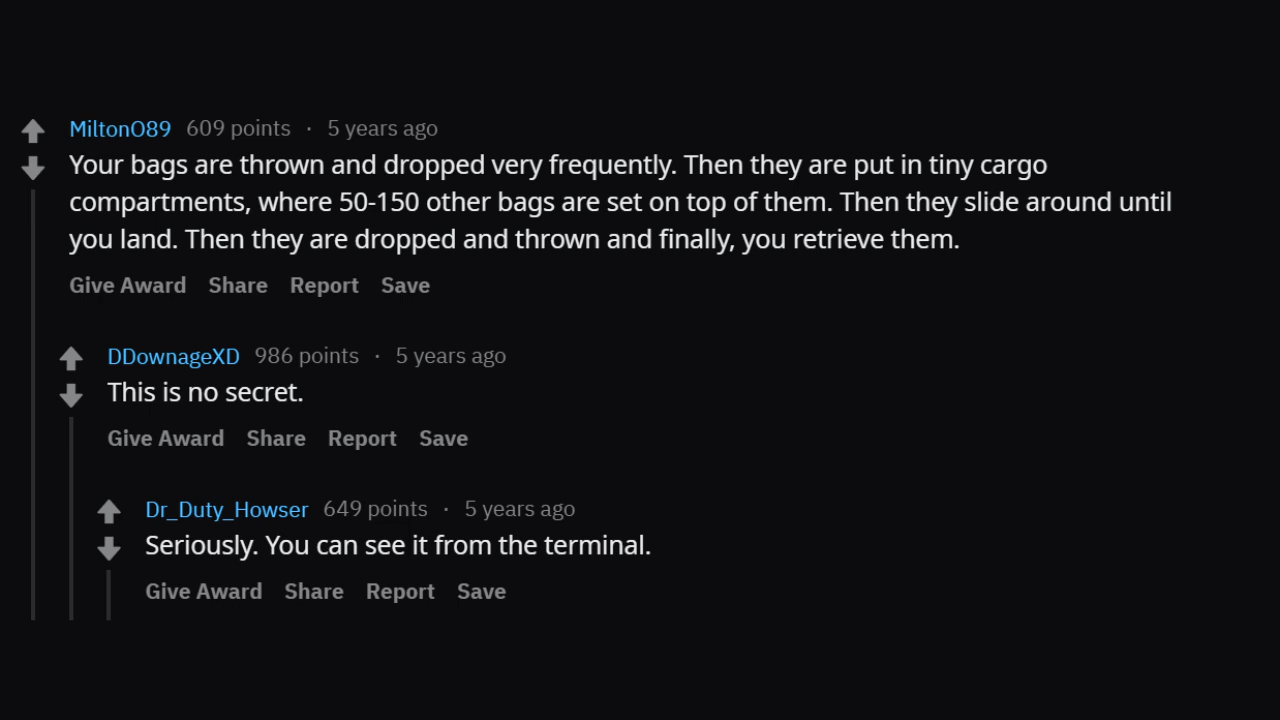 MiltonO89 609 points · 5 years ago
Your bags are thrown and dropped very frequently. Then they are put in tiny cargo
compartments, where 50-150 other bags are set on top of them. Then they slide around until
you land. Then they are dropped and thrown and finally, you retrieve them.
Give Award Share Report Save
DDownageXD 986 points · 5 years ago
This is no secret.
Give Award Share Report Save
Dr_Duty_Howser 649 points · 5 years ago
Seriously. You can see it from the terminal.
Give Award Share Report Save